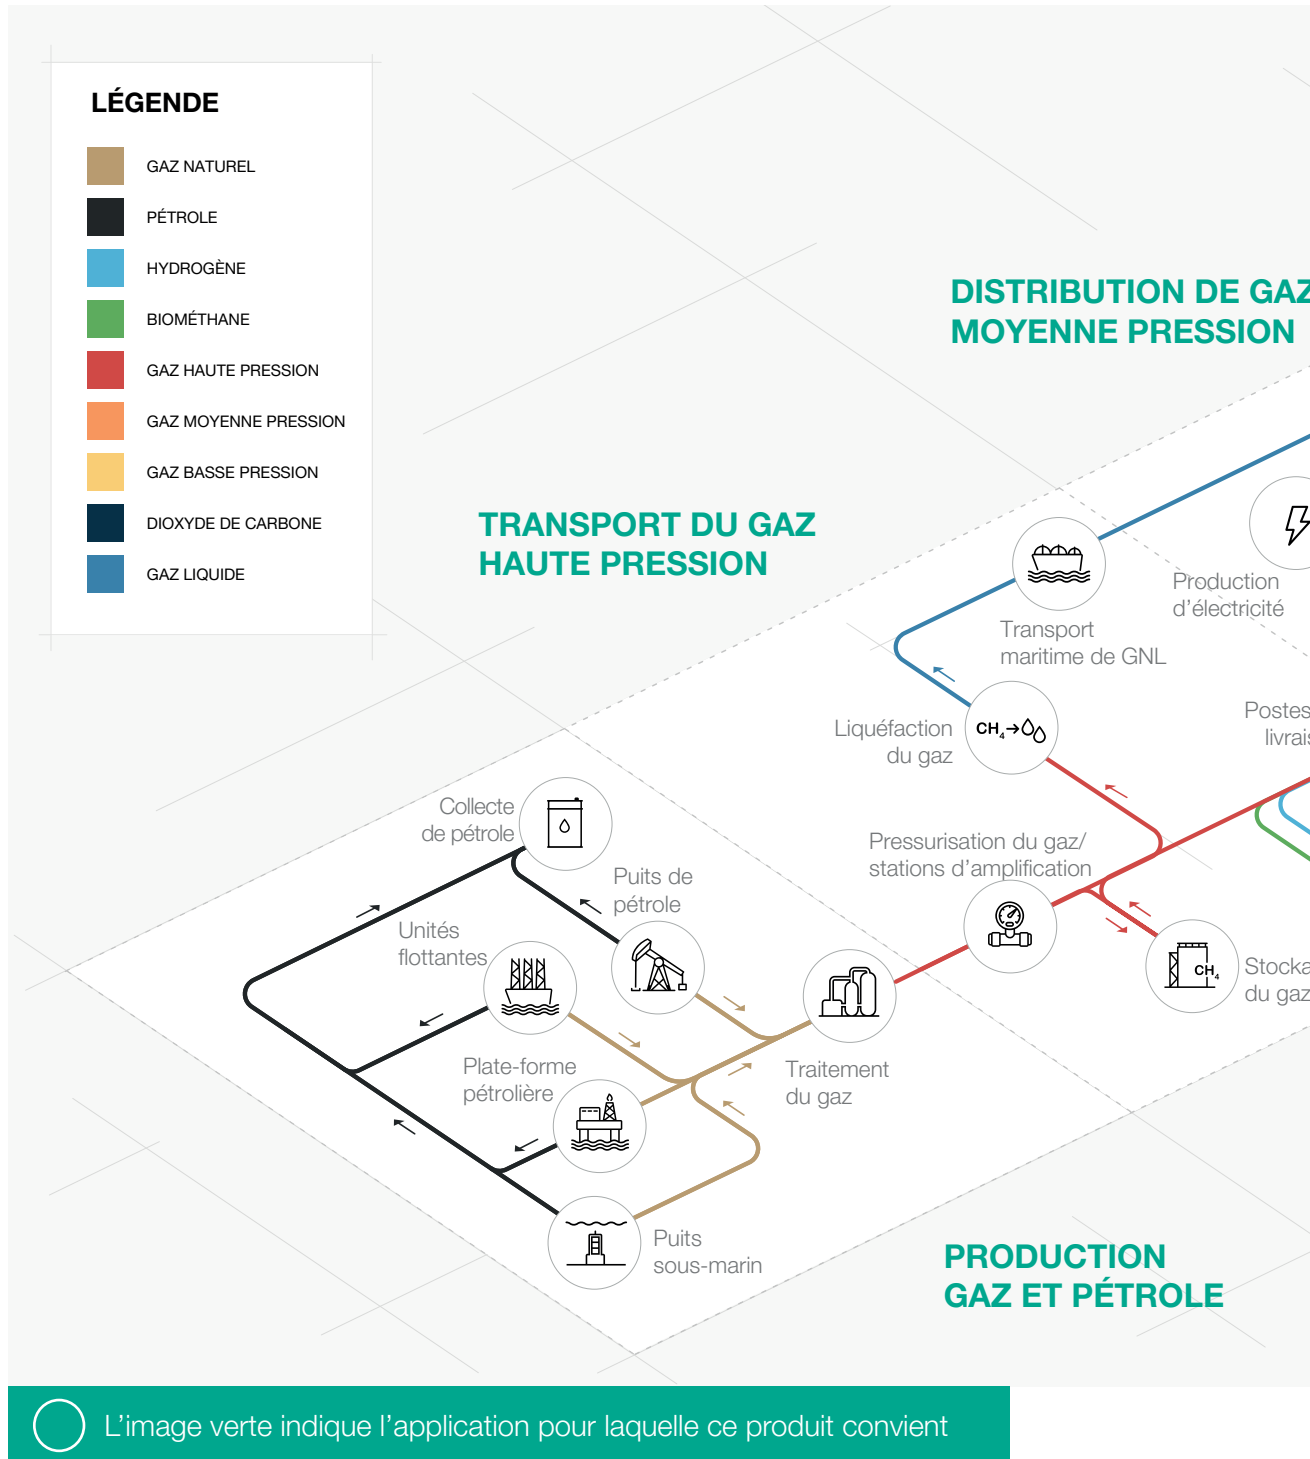 LÉGENDE
GAZ NATUREL
PÉTROLE
HYDROGÈNE
BIOMÉTHANE
GAZ HAUTE PRESSION
GAZ MOYENNE PRESSION
GAZ BASSE PRESSION
DIOXYDE DE CARBONE
GAZ LIQUIDE
DISTRIBUTION DE GAZ
MOYENNE PRESSION
TRANSPORT DU GAZ
HAUTE PRESSION
Production
d'électricité
Transport
maritime de GNL
Postes
Liquéfaction
du gaz
CH₄→
Collecte
de pétrole
Pressurisation du gaz/
stations d'amplification
Puits de
pétrole
Unités
flottantes
CH₄
du gaz
Plate-forme
pétrolière
Traitement
du gaz
Puits
sous-marin
PRODUCTION
GAZ ET PÉTROLE
L'image verte indique l'application pour laquelle ce produit convient